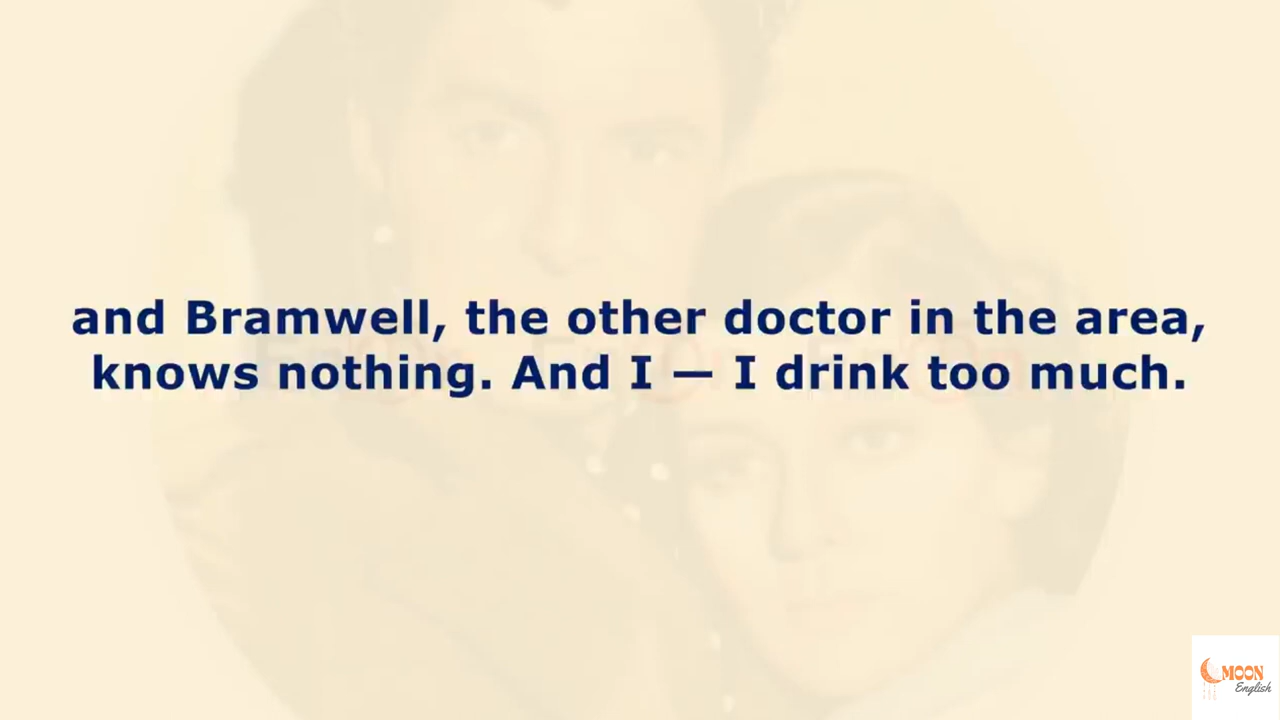 and Bramwell, the other doctor in the area,
knows nothing. And I — I drink too much.
MOON
English